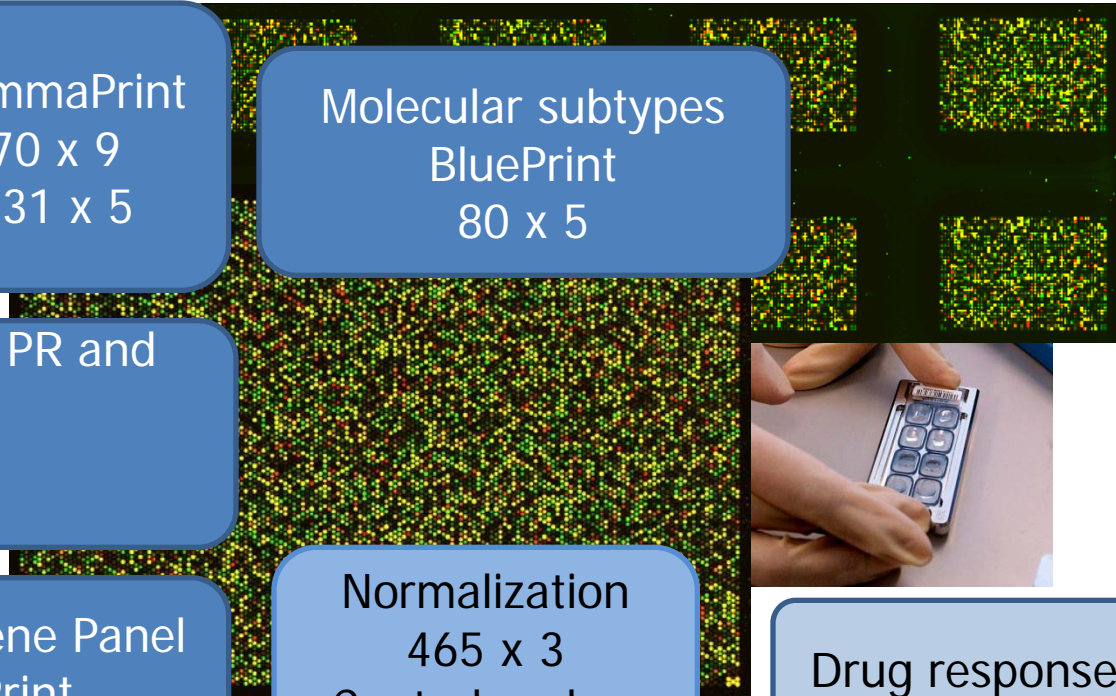 mmaPrint
70 x 9
31 x 5
Molecular subtypes
BluePrint
80 x 5
PR and
ene Panel
Print
Normalization
465 x 3
Drug response